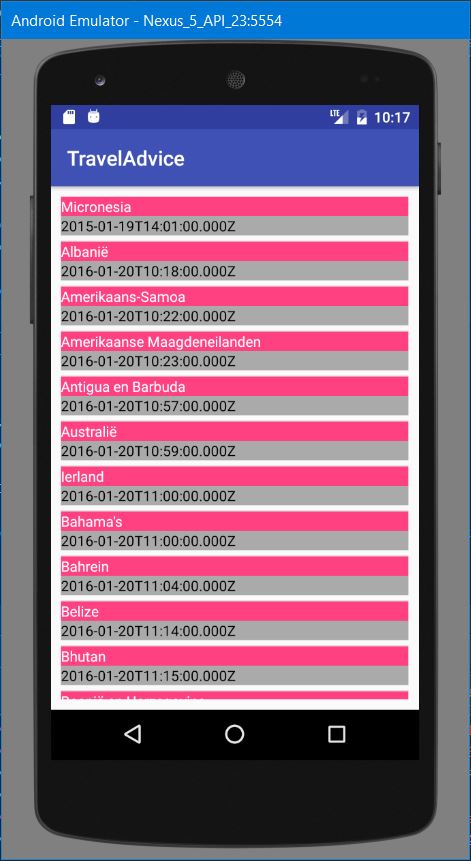 Android Emulator - Nexus_5_API_23:5554
LTE 10:17
TravelAdvice
Micronesia
2015-01-19T14:01:00.000Z
Albanië
2016-01-20T10:18:00.000Z
Amerikaans-Samoa
2016-01-20T10:22:00.000Z
Amerikaanse Maagdeneilanden
2016-01-20T10:23:00.000Z
Antigua en Barbuda
2016-01-20T10:57:00.000Z
Australië
2016-01-20T10:59:00.000Z
Ierland
2016-01-20T11:00:00.000Z
Bahama's
2016-01-20T11:00:00.000Z
Bahrein
2016-01-20T11:04:00.000Z
Belize
2016-01-20T11:14:00.000Z
Bhutan
2016-01-20T11:15:00.000Z